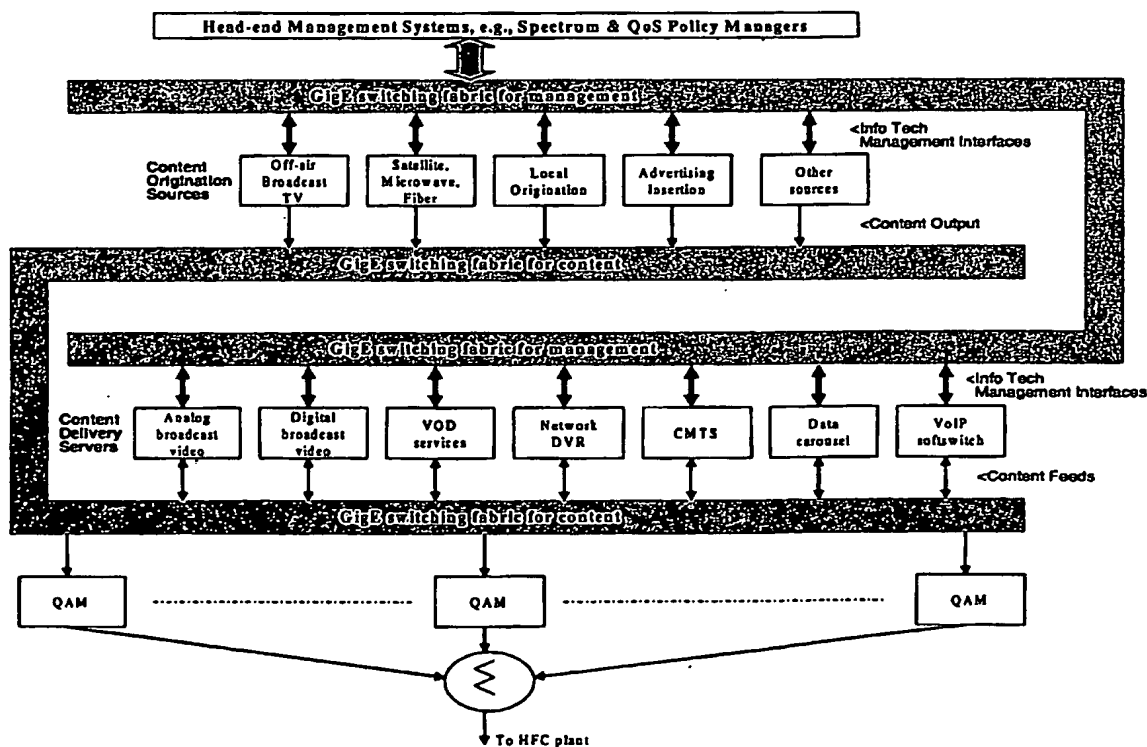 Head-end Management Systems, e.g., Spectrum & QoS Policy Managers
GigE switching fabric for management
<Info Tech
Management Interfaces
Content
Origination
Sources
Off-air
Broadcast
TV
Satellite,
Microwave,
Fiber
Local
Origination
Advertising
Insertion
Other
sources
<Content Output
GigE switching fabric for content
GigE switching fabric for management
<Info Tech
Management Interfaces
Content
Delivery
Servers
Analog
broadcast
video
Digital
broadcast
video
VOD
services
Network
DVR
CMTS
Data
carousel
VoIP
softswitch
<Content Feeds
GigE switching fabric for content
QAM
QAM
QAM
To HFC plant